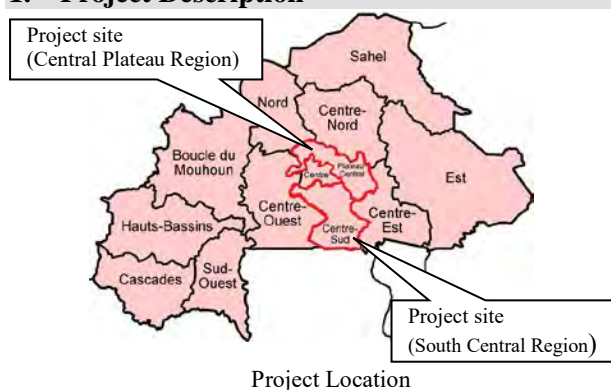 1. Project Description
Project site
(Central Plateau Region)
Sahel
Nord
Centre-
Nord
Boucle du
Mouhoun
Plateau
Central
Centre
Est
Centre-
Ouest
Centre-
Est
Hauts-Bassins
Centre-
Sud
Cascades
Sud-
Ouest
Project site
(South Central Region)
Project Location